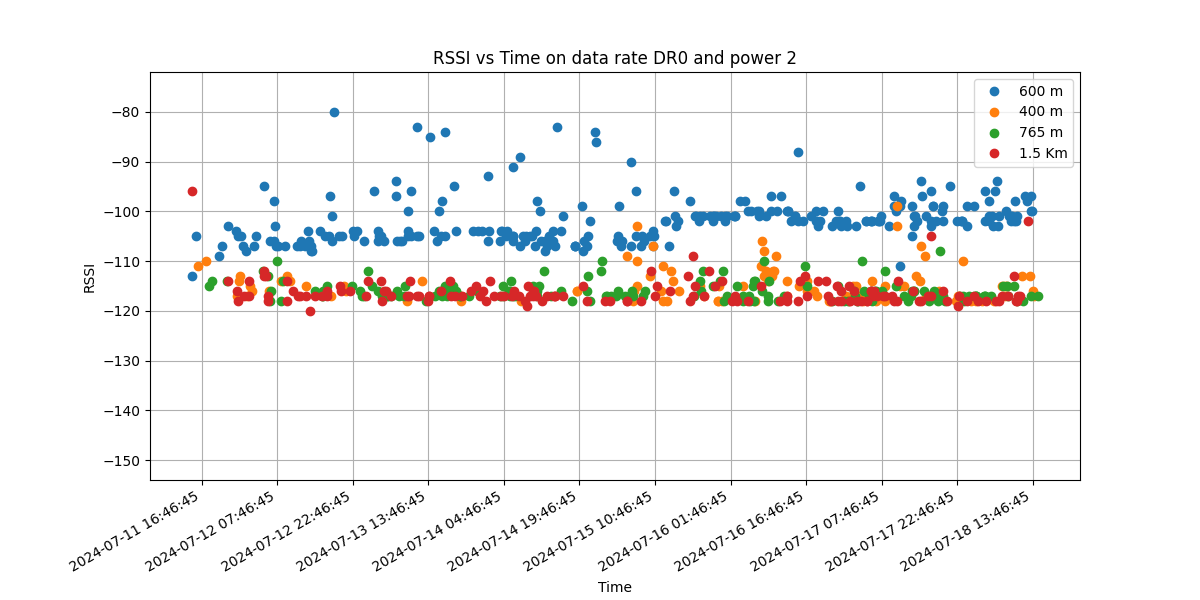 RSSI vs Time on data rate DR0 and power 2
600 m
400 m
765 m
1.5 Km
−80
−90
−100
−110
−120
−130
−140
−150
RSSI
2024-07-11 16:46:45
2024-07-12 07:46:45
2024-07-12 22:46:45
2024-07-13 13:46:45
2024-07-14 04:46:45
2024-07-14 19:46:45
2024-07-15 10:46:45
2024-07-16 01:46:45
2024-07-16 16:46:45
2024-07-17 07:46:45
2024-07-17 22:46:45
2024-07-18 13:46:45
Time